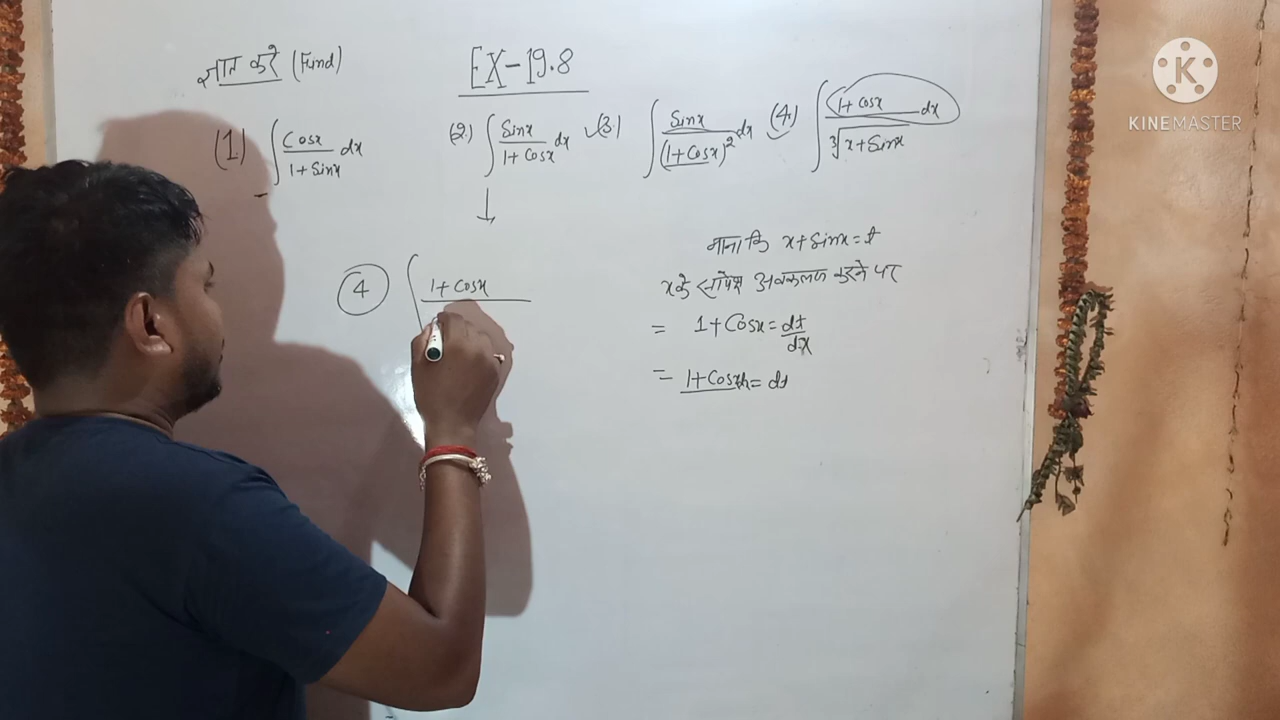 ज्ञात करे (Find)
EX-19.8
(1) ∫ Cosx / 1+Sinx dx (2.) ∫ Sinx / 1+Cosx dx (3.) ∫ Sinx / (1+Cosx)² dx (4.) ∫ 1+Cosx / ∛x+Sinx dx
↓
माना कि x+Sinx=t
x के सापेक्ष अवकलन करने पर
= 1+Cosx=dt/dx
= 1+Cosx = dt
④ ∫ 1+Cosx
KINEMASTER